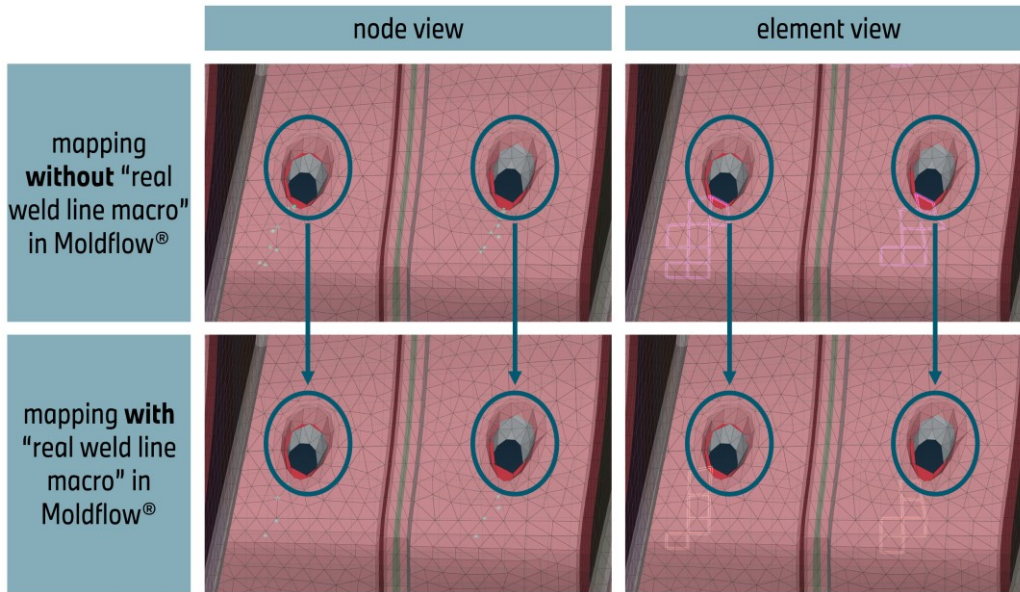 node view
element view
mapping
without “real
weld line macro”
in Moldflow®
mapping with
“real weld line
macro” in
Moldflow®